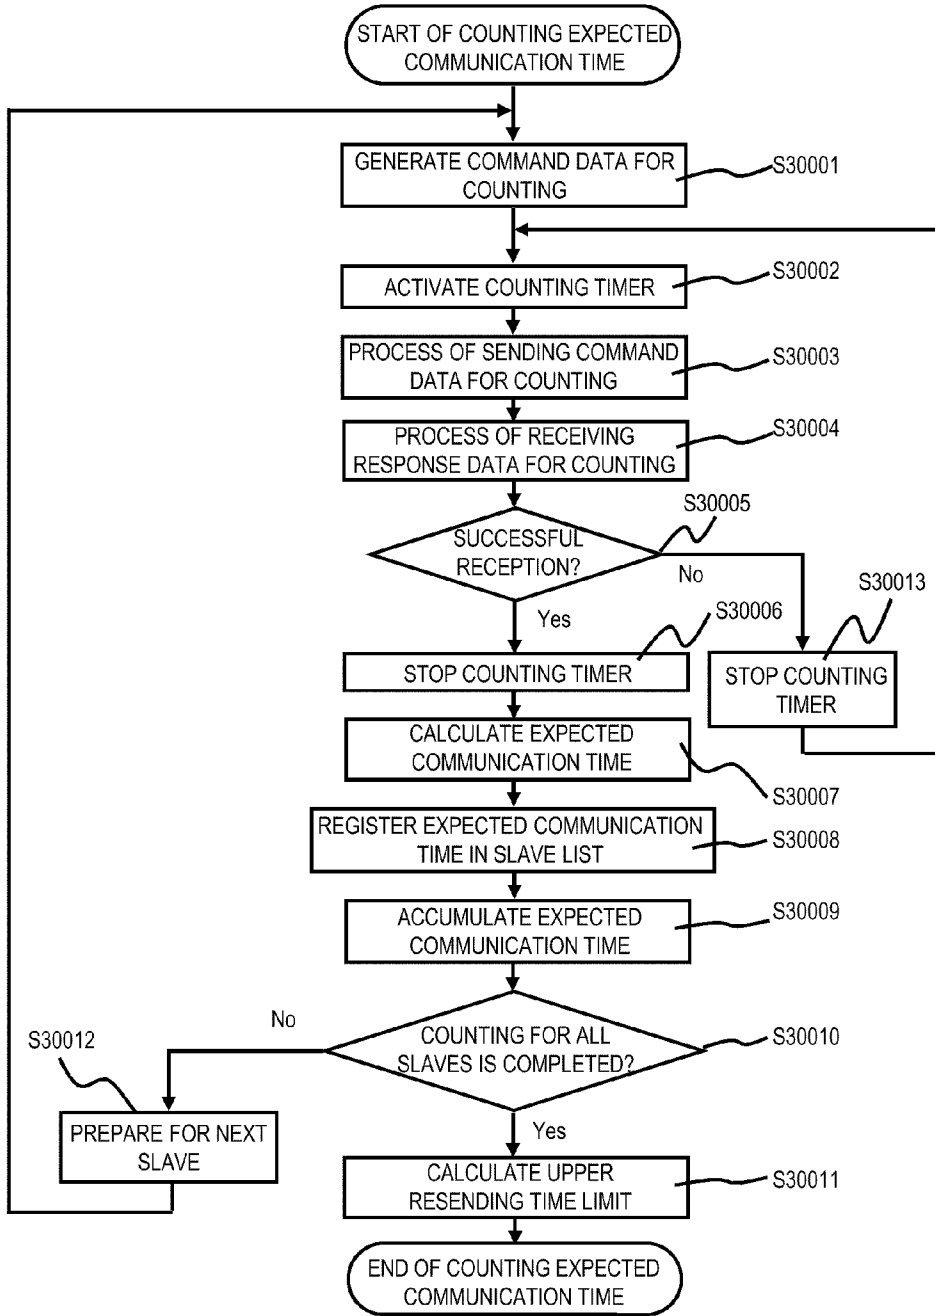 START OF COUNTING EXPECTED
COMMUNICATION TIME
GENERATE COMMAND DATA FOR
COUNTING
S30001
ACTIVATE COUNTING TIMER
S30002
PROCESS OF SENDING COMMAND
DATA FOR COUNTING
S30003
PROCESS OF RECEIVING
RESPONSE DATA FOR COUNTING
S30004
SUCCESSFUL
RECEPTION?
S30005
No
Yes
S30006
S30013
STOP COUNTING TIMER
STOP COUNTING
TIMER
CALCULATE EXPECTED
COMMUNICATION TIME
S30007
REGISTER EXPECTED COMMUNICATION
TIME IN SLAVE LIST
S30008
ACCUMULATE EXPECTED
COMMUNICATION TIME
S30009
COUNTING FOR ALL
SLAVES IS COMPLETED?
S30010
No
S30012
PREPARE FOR NEXT
SLAVE
Yes
CALCULATE UPPER
RESENDING TIME LIMIT
S30011
END OF COUNTING EXPECTED
COMMUNICATION TIME